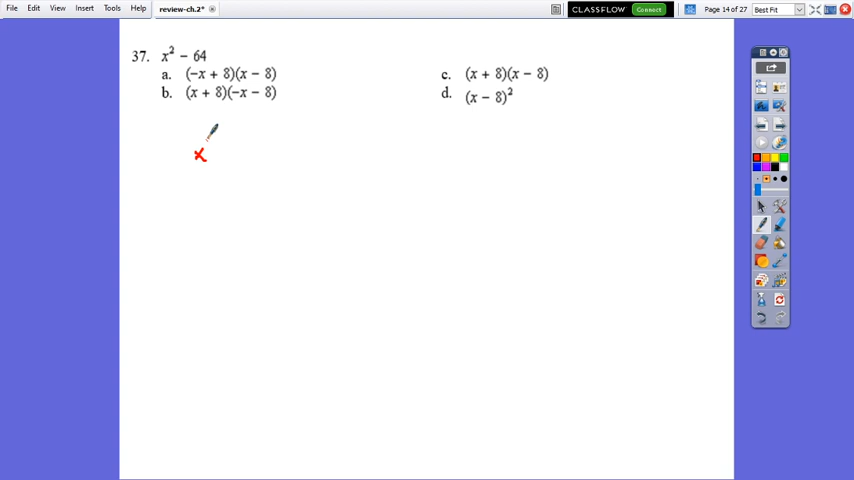 File Edit View Insert Tools Help review-ch.2* CLASSFLOW Connect Page 14 of 27 Best Fit
37. x² − 64
a. (−x + 8)(x − 8)
b. (x + 8)(−x − 8)
c. (x + 8)(x − 8)
d. (x − 8)²
x